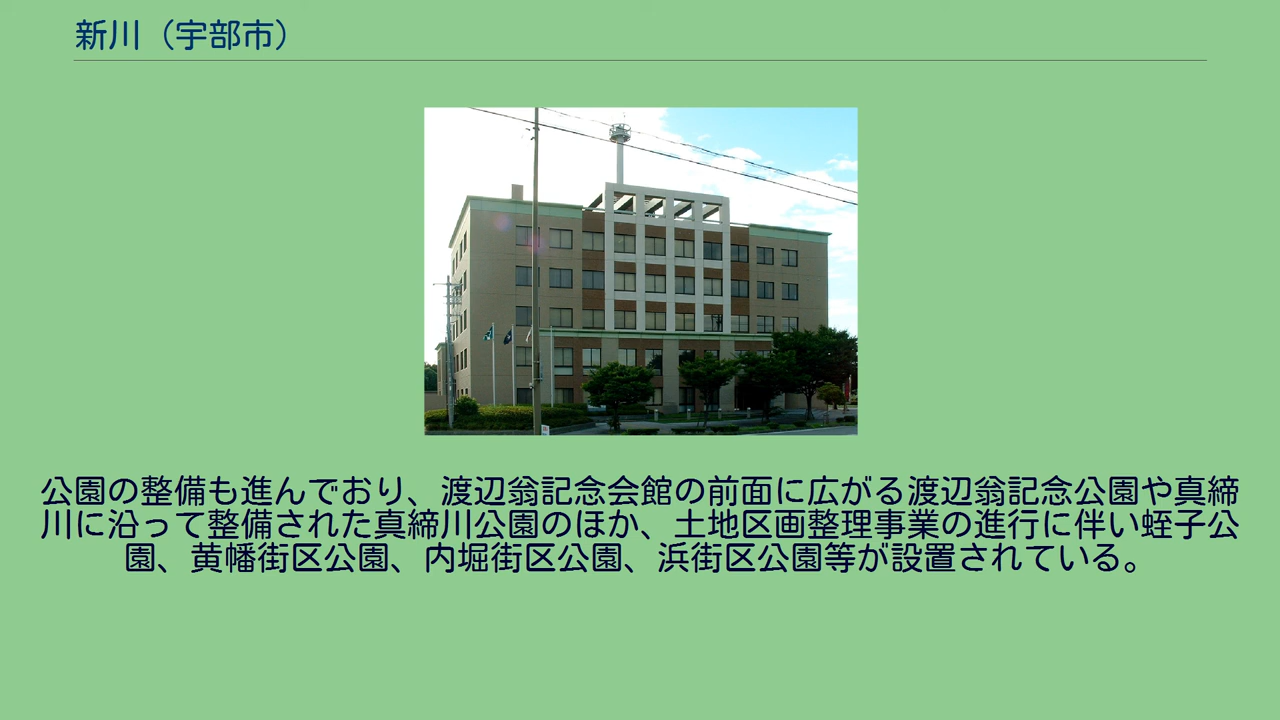 新川（宇部市）
公園の整備も進んでおり、渡辺翁記念会館の前面に広がる渡辺翁記念公園や真締
川に沿って整備された真締川公園のほか、土地区画整理事業の進行に伴い蛭子公
園、黄幡街区公園、内堀街区公園、浜街区公園等が設置されている。